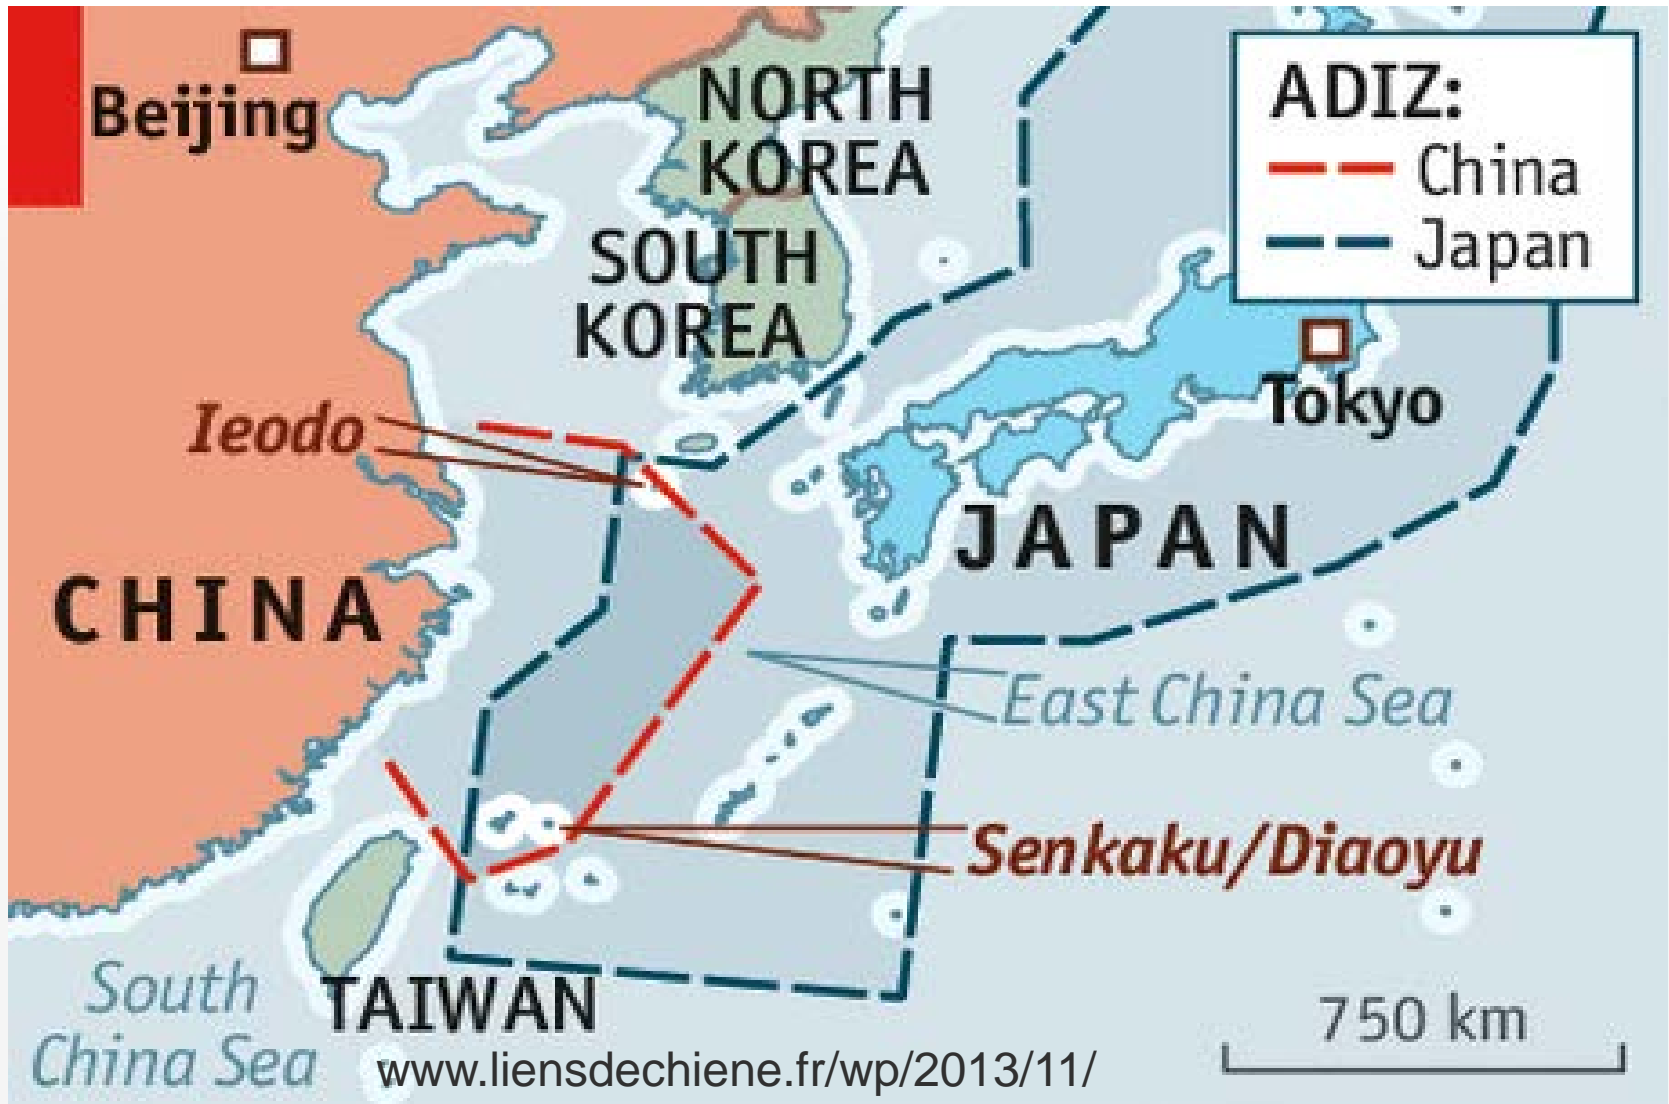 Beijing
NORTH
KOREA
ADIZ:
China
Japan
SOUTH
KOREA
Tokyo
Ieodo
JAPAN
CHINA
East China Sea
Senkaku/Diaoyu
South
China Sea
TAIWAN
750 km
www.liensdechiene.fr/wp/2013/11/